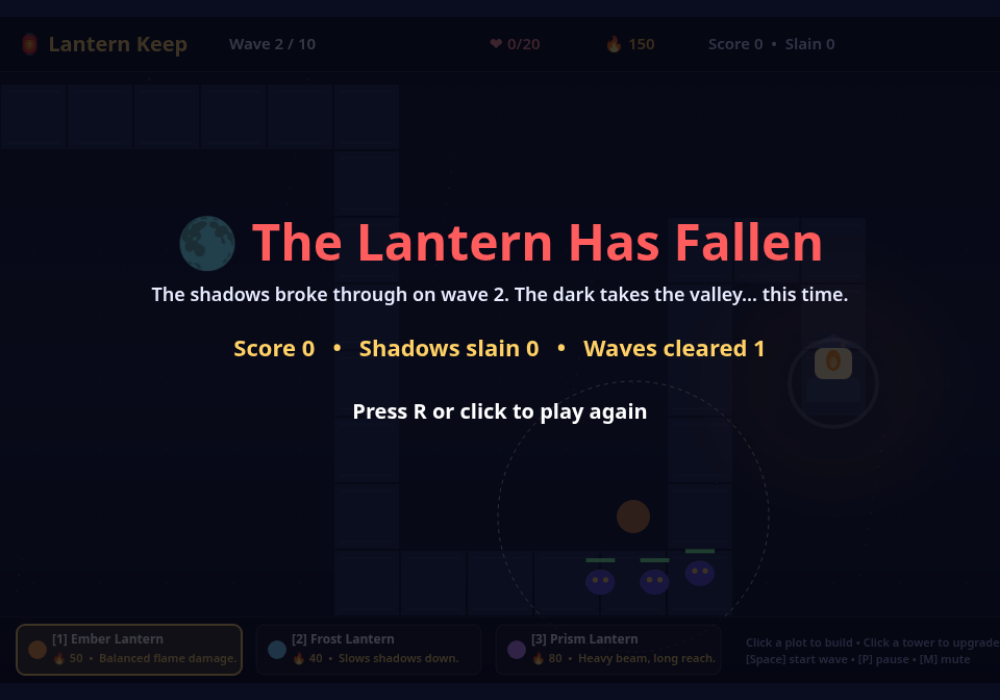 Lantern Keep
Wave 2 / 10
❤ 0/20
🔥 150
Score 0 • Slain 0
🌑 The Lantern Has Fallen
The shadows broke through on wave 2. The dark takes the valley... this time.
Score 0 • Shadows slain 0 • Waves cleared 1
Press R or click to play again
[1] Ember Lantern
🔥 50 • Balanced flame damage.
[2] Frost Lantern
🔥 40 • Slows shadows down.
[3] Prism Lantern
🔥 80 • Heavy beam, long reach.
Click a plot to build • Click a tower to upgrade
[Space] start wave • [P] pause • [M] mute